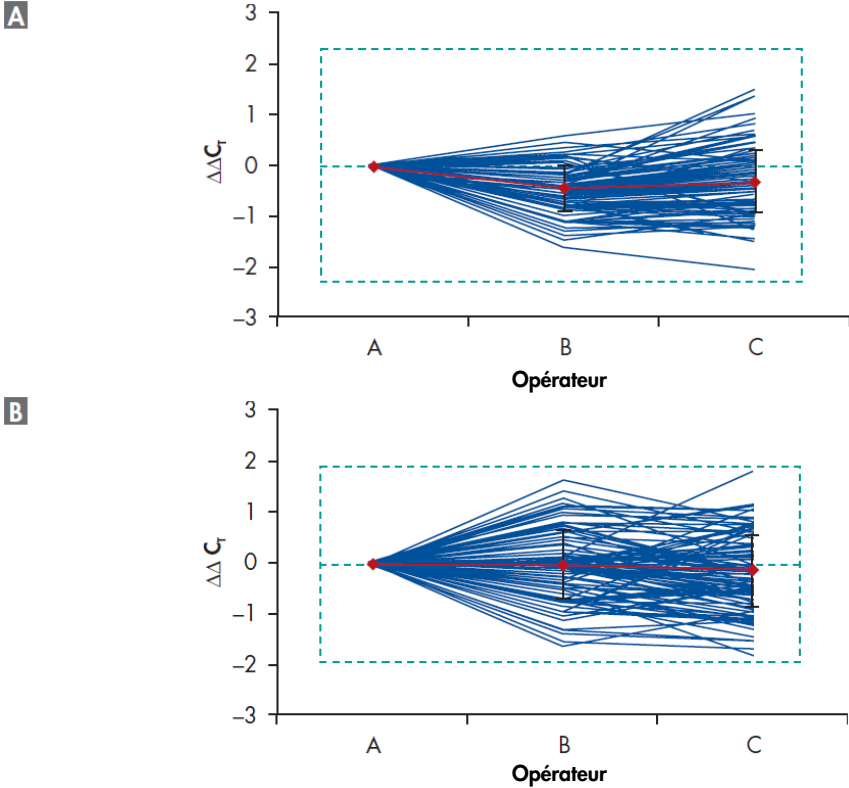 A
3
2
1
0
–1
–2
–3
ΔΔCT
A B C
Opérateur
B
3
2
1
0
–1
–2
–3
ΔΔ CT
A B C
Opérateur